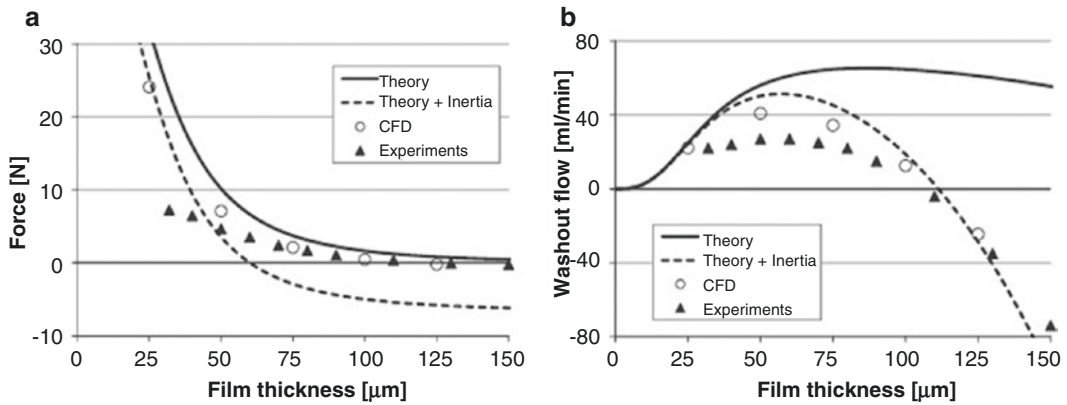 a
30
20
10
0
-10
Force [N]
0
25
50
75
100
125
150
Film thickness [μm]
Theory
Theory + Inertia
CFD
Experiments
b
80
40
0
-40
-80
Washout flow [ml/min]
0
25
50
75
100
125
150
Film thickness [μm]
Theory
Theory + Inertia
CFD
Experiments